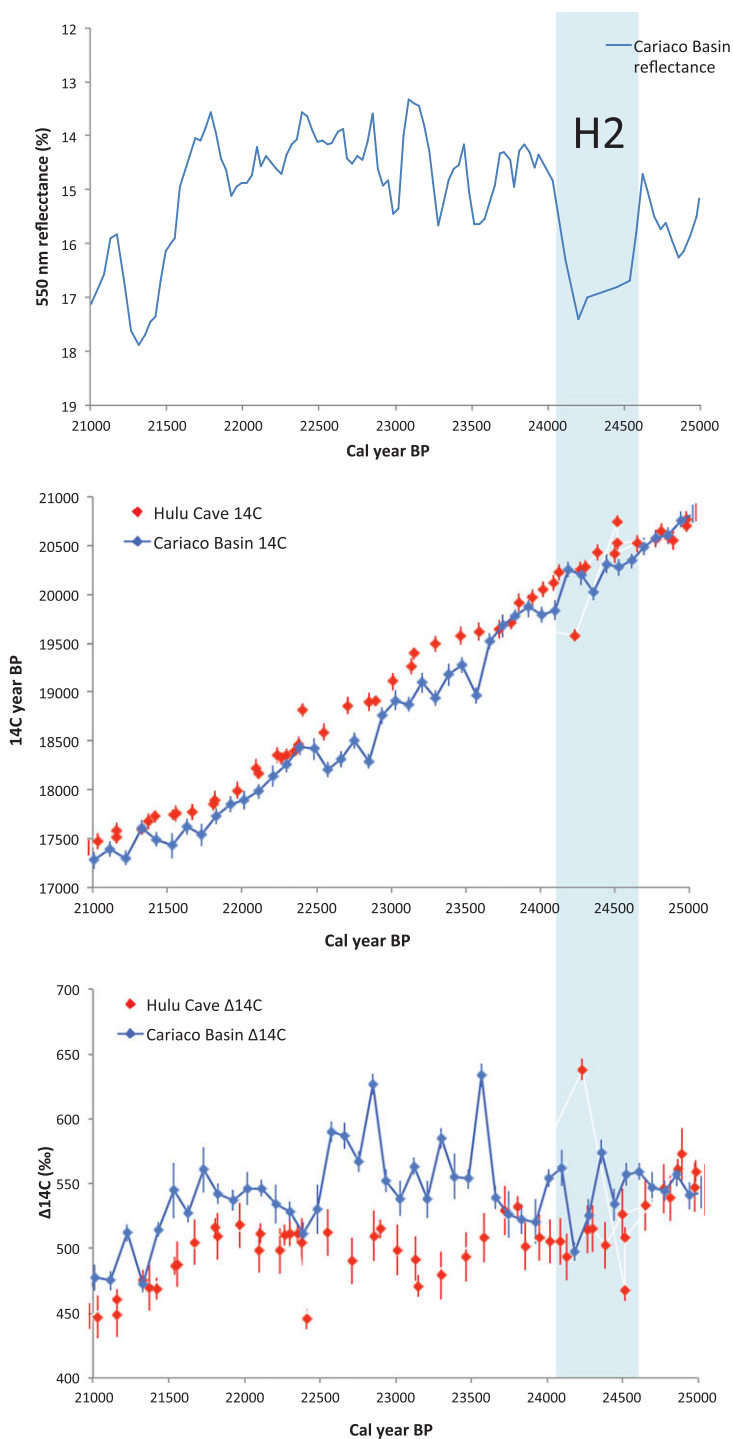 12
13
14
15
16
17
18
19
550 nm reflecctance (%)
Cariaco Basin
reflectance
H2
21000 21500 22000 22500 23000 23500 24000 24500 25000
Cal year BP
21000
20500
20000
19500
19000
18500
18000
17500
17000
14C year BP
Hulu Cave 14C
Cariaco Basin 14C
21000 21500 22000 22500 23000 23500 24000 24500 25000
Cal year BP
700
650
600
550
500
450
400
Δ14C (‰)
Hulu Cave Δ14C
Cariaco Basin Δ14C
21000 21500 22000 22500 23000 23500 24000 24500 25000
Cal year BP